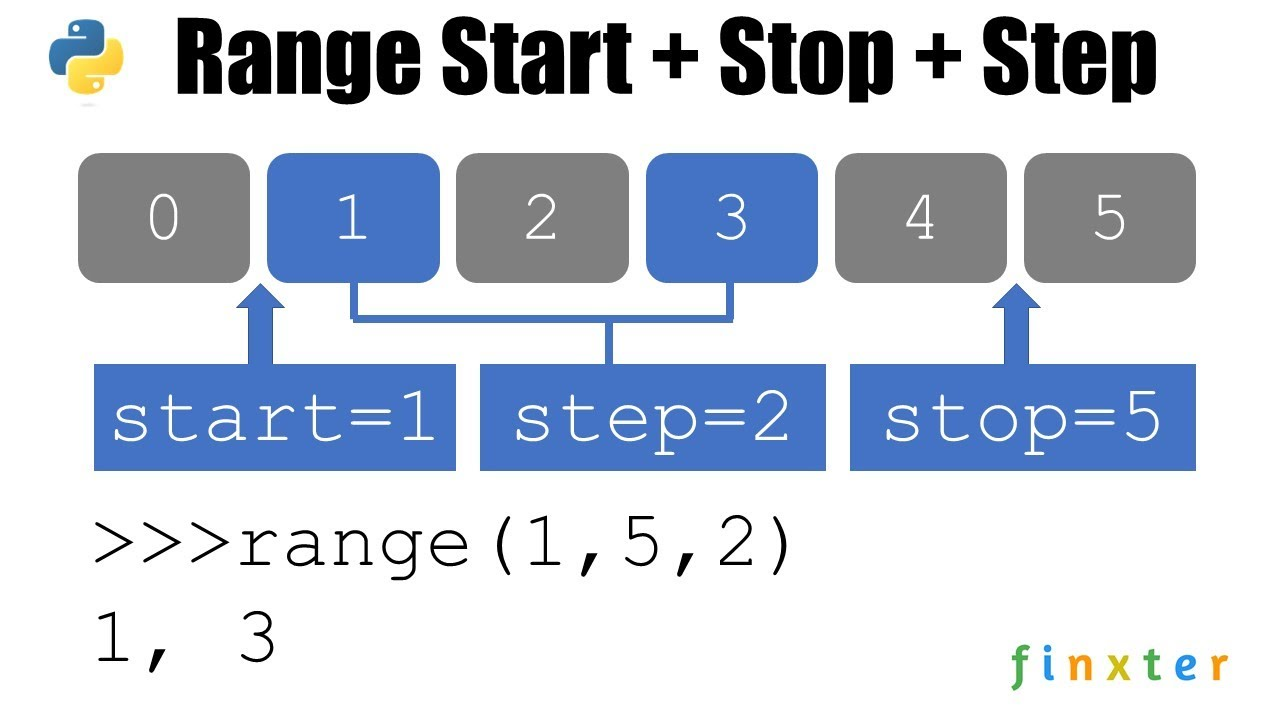 Range Start + Stop + Step
0 1 2 3 4 5
start=1 step=2 stop=5
>>>range(1,5,2)
1, 3
finxter